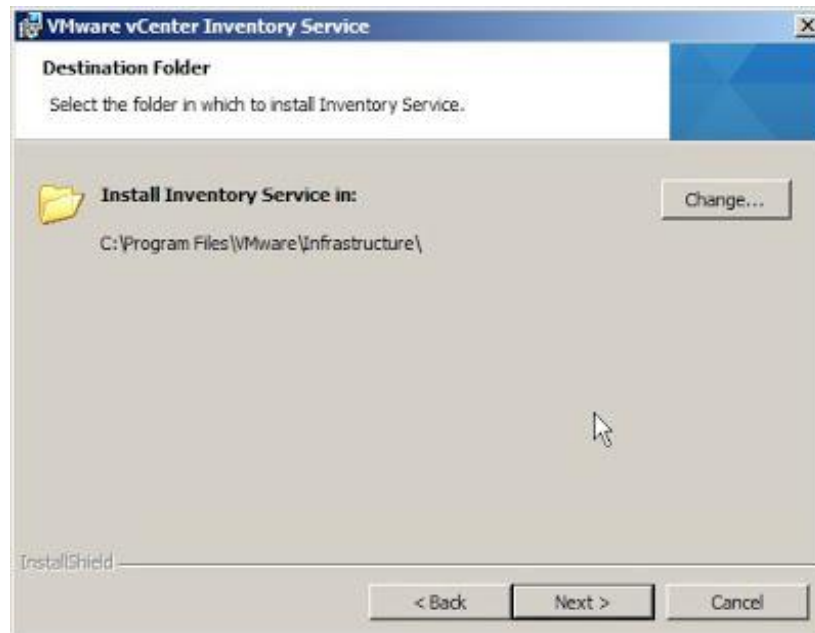 VMware vCenter Inventory Service
Destination Folder
Select the folder in which to install Inventory Service.
Install Inventory Service in:
Change...
C:\Program Files\VMware\Infrastructure\
InstallShield
< Back
Next >
Cancel